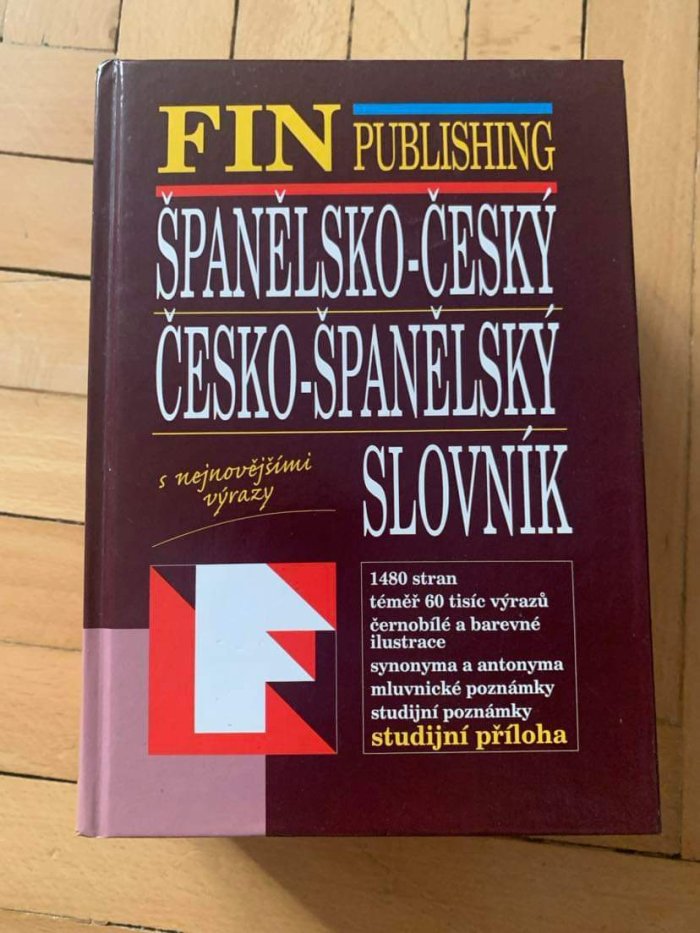 FIN PUBLISHING
ŠPANĚLSKO-ČESKÝ
ČESKO-ŠPANĚLSKÝ
SLOVNÍK
s nejnovějšími
výrazy
1480 stran
téměř 60 tisíc výrazů
černobílé a barevné
ilustrace
synonyma a antonyma
mluvnické poznámky
studijní poznámky
studijní příloha